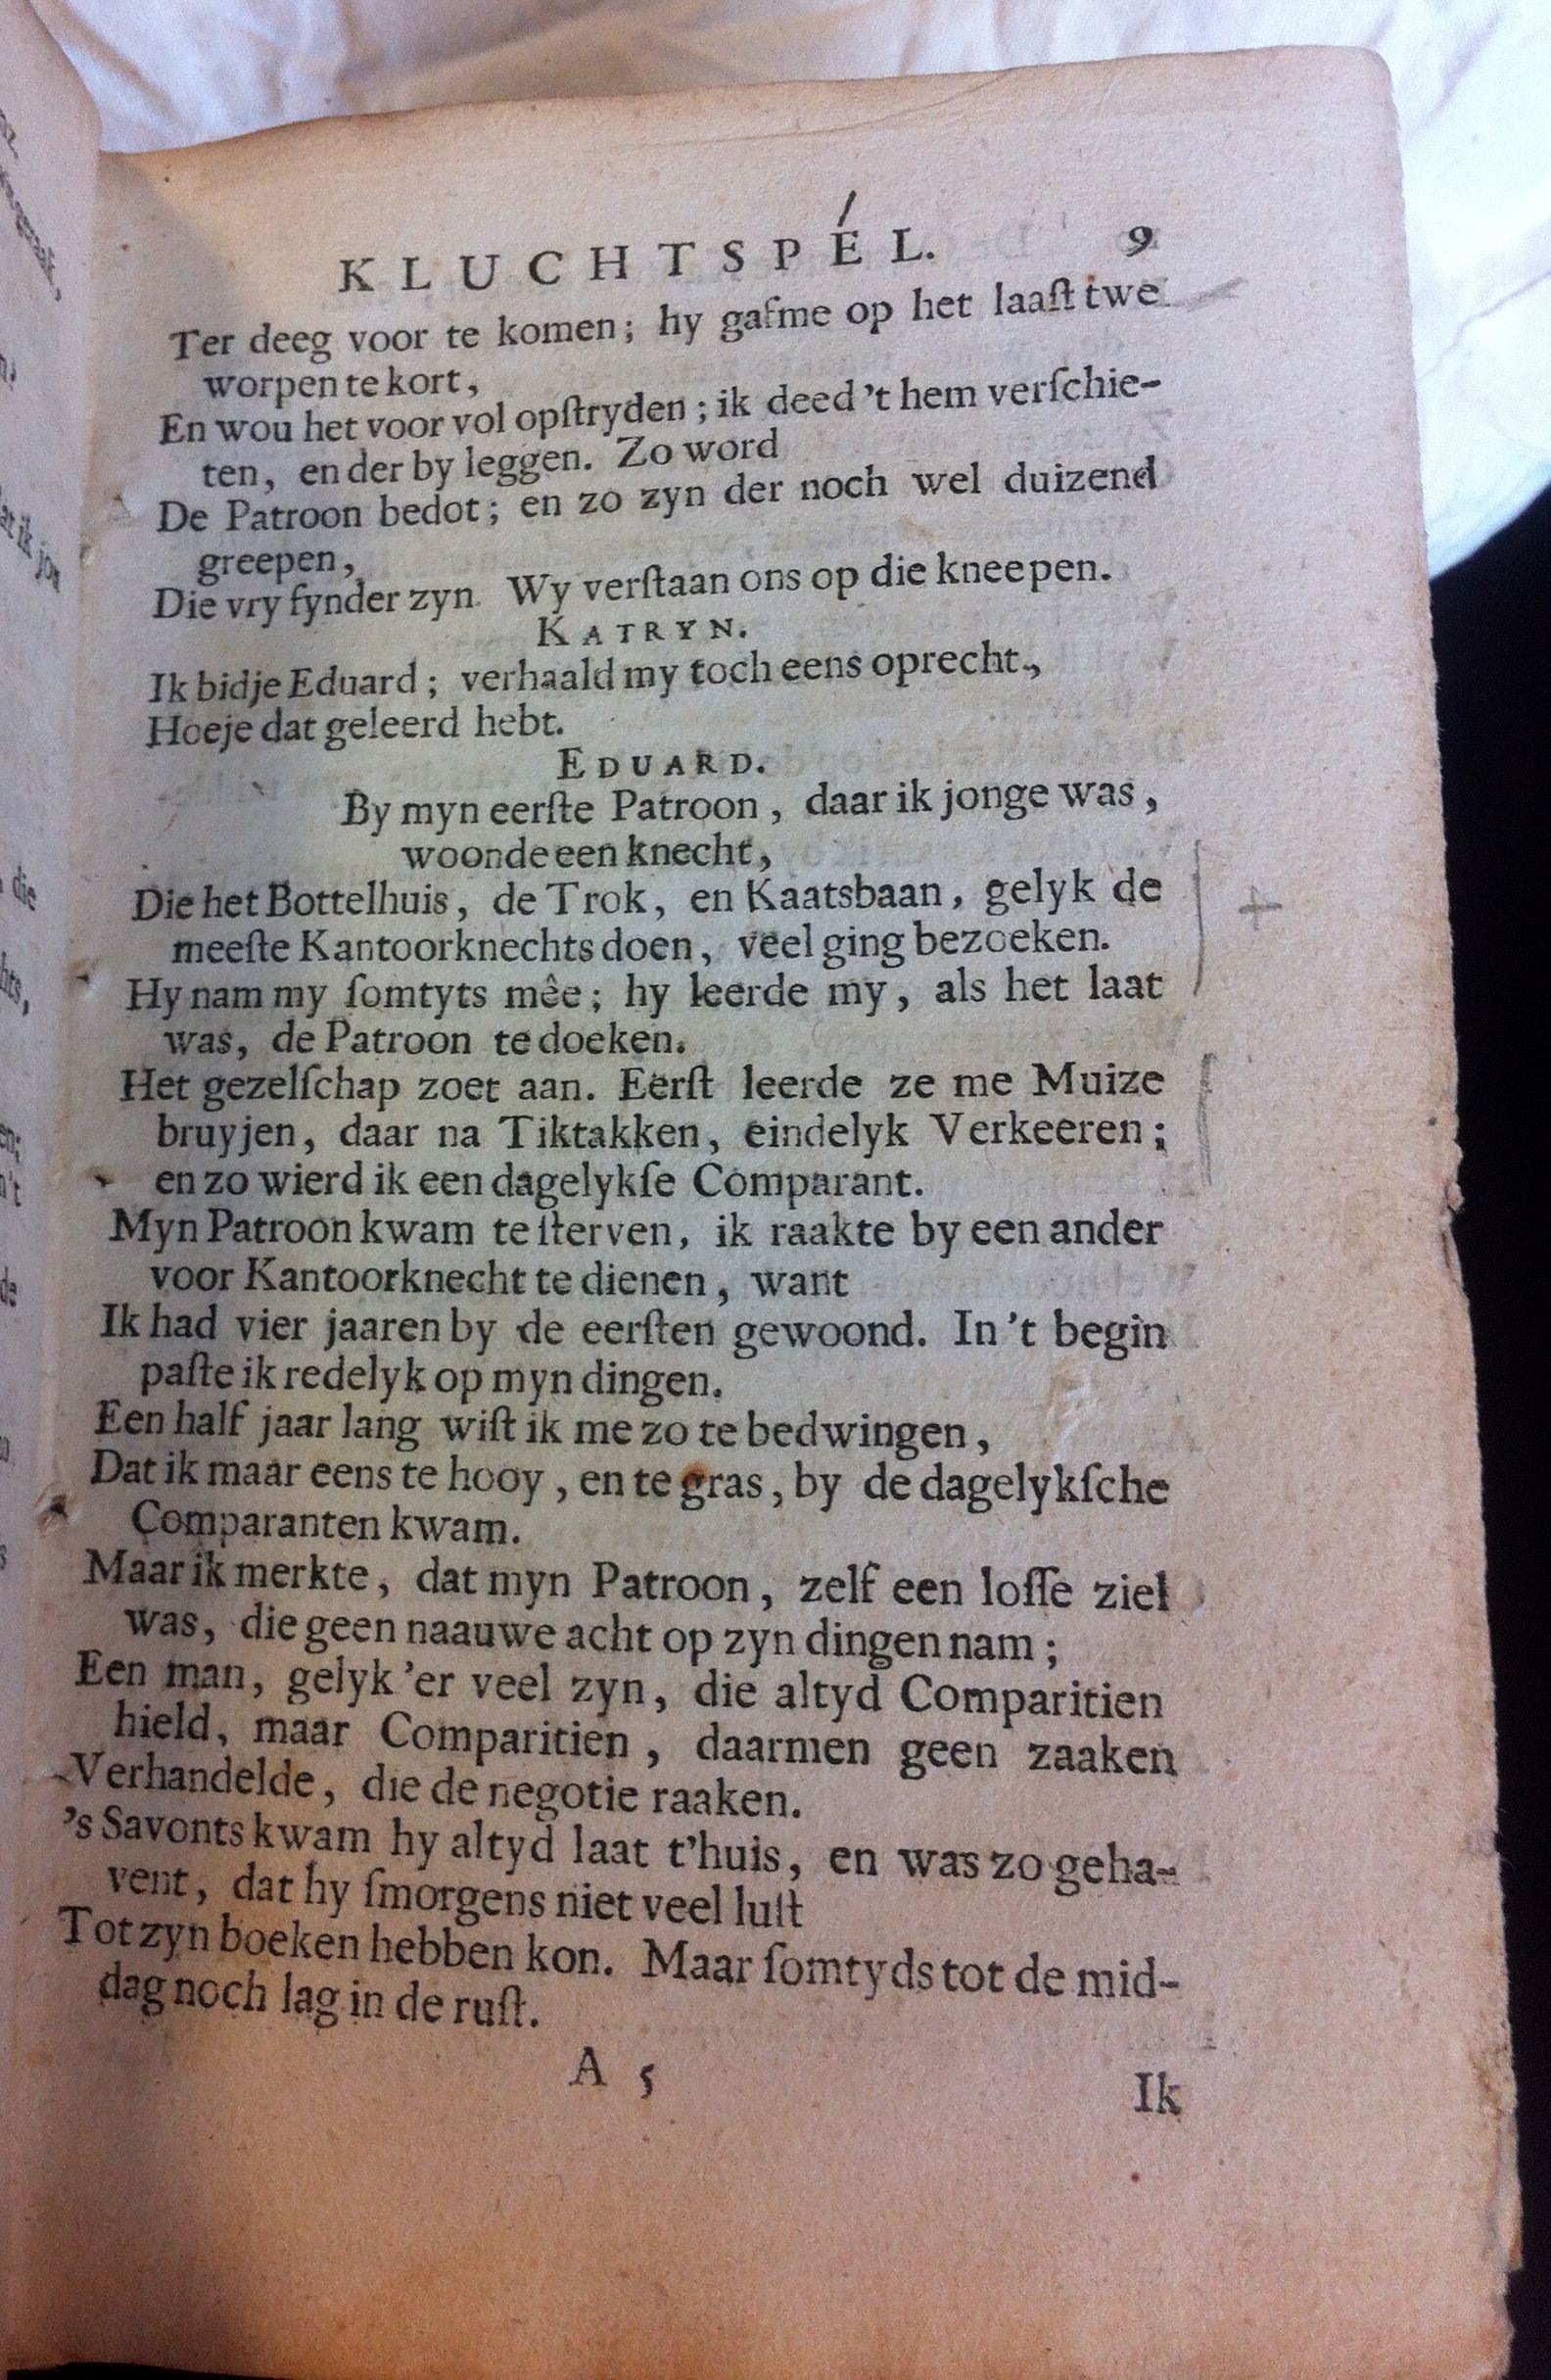 KLUCHTSPÉL. 9
Ter deeg voor te komen; hy gafme op het laaſt twe
worpen te kort,
En wou het voor vol opſtryden; ik deed 't hem verſchie-
ten, en der by leggen. Zo word
De Patroon bedot; en zo zyn der noch wel duizend
greepen,
Die vry fynder zyn. Wy verſtaan ons op die kneepen.
KATRYN.
Ik bidje Eduard; verhaald my toch eens oprecht,
Hoeje dat geleerd hebt.
EDUARD.
By myn eerſte Patroon, daar ik jonge was,
woonde een knecht,
Die het Bottelhuis, de Trok, en Kaatsbaan, gelyk de
meeſte Kantoorknechts doen, veel ging bezoeken.
Hy nam my ſomtyts mêe; hy leerde my, als het laat
was, de Patroon te doeken.
Het gezelſchap zoet aan. Eerſt leerde ze me Muize
bruyjen, daar na Tiktakken, eindelyk Verkeeren;
en zo wierd ik een dagelykſe Comparant.
Myn Patroon kwam te ſterven, ik raakte by een ander
voor Kantoorknecht te dienen, want
Ik had vier jaaren by de eerſten gewoond. In 't begin
paſte ik redelyk op myn dingen.
Een half jaar lang wiſt ik me zo te bedwingen,
Dat ik maar eens te hooy, en te gras, by de dagelykſche
Comparanten kwam.
Maar ik merkte, dat myn Patroon, zelf een loſſe ziel
was, die geen naauwe acht op zyn dingen nam;
Een man, gelyk 'er veel zyn, die altyd Comparitien
hield, maar Comparitien, daarmen geen zaaken
Verhandelde, die de negotie raaken.
's Savonts kwam hy altyd laat t'huis, en was zo geha-
vent, dat hy ſmorgens niet veel luſt
Tot zyn boeken hebben kon. Maar ſomtyds tot de mid-
dag noch lag in de ruſt.
A 5
Ik